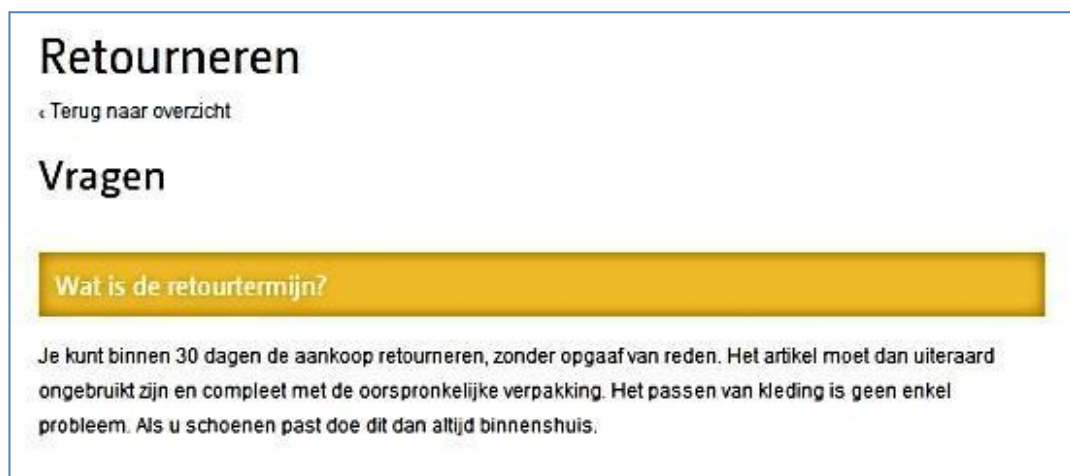 Retourneren
‹ Terug naar overzicht
Vragen
Wat is de retourtermijn?
Je kunt binnen 30 dagen de aankoop retourneren, zonder opgaaf van reden. Het artikel moet dan uiteraard
ongebruikt zijn en compleet met de oorspronkelijke verpakking. Het passen van kleding is geen enkel
probleem. Als u schoenen past doe dit dan altijd binnenshuis.